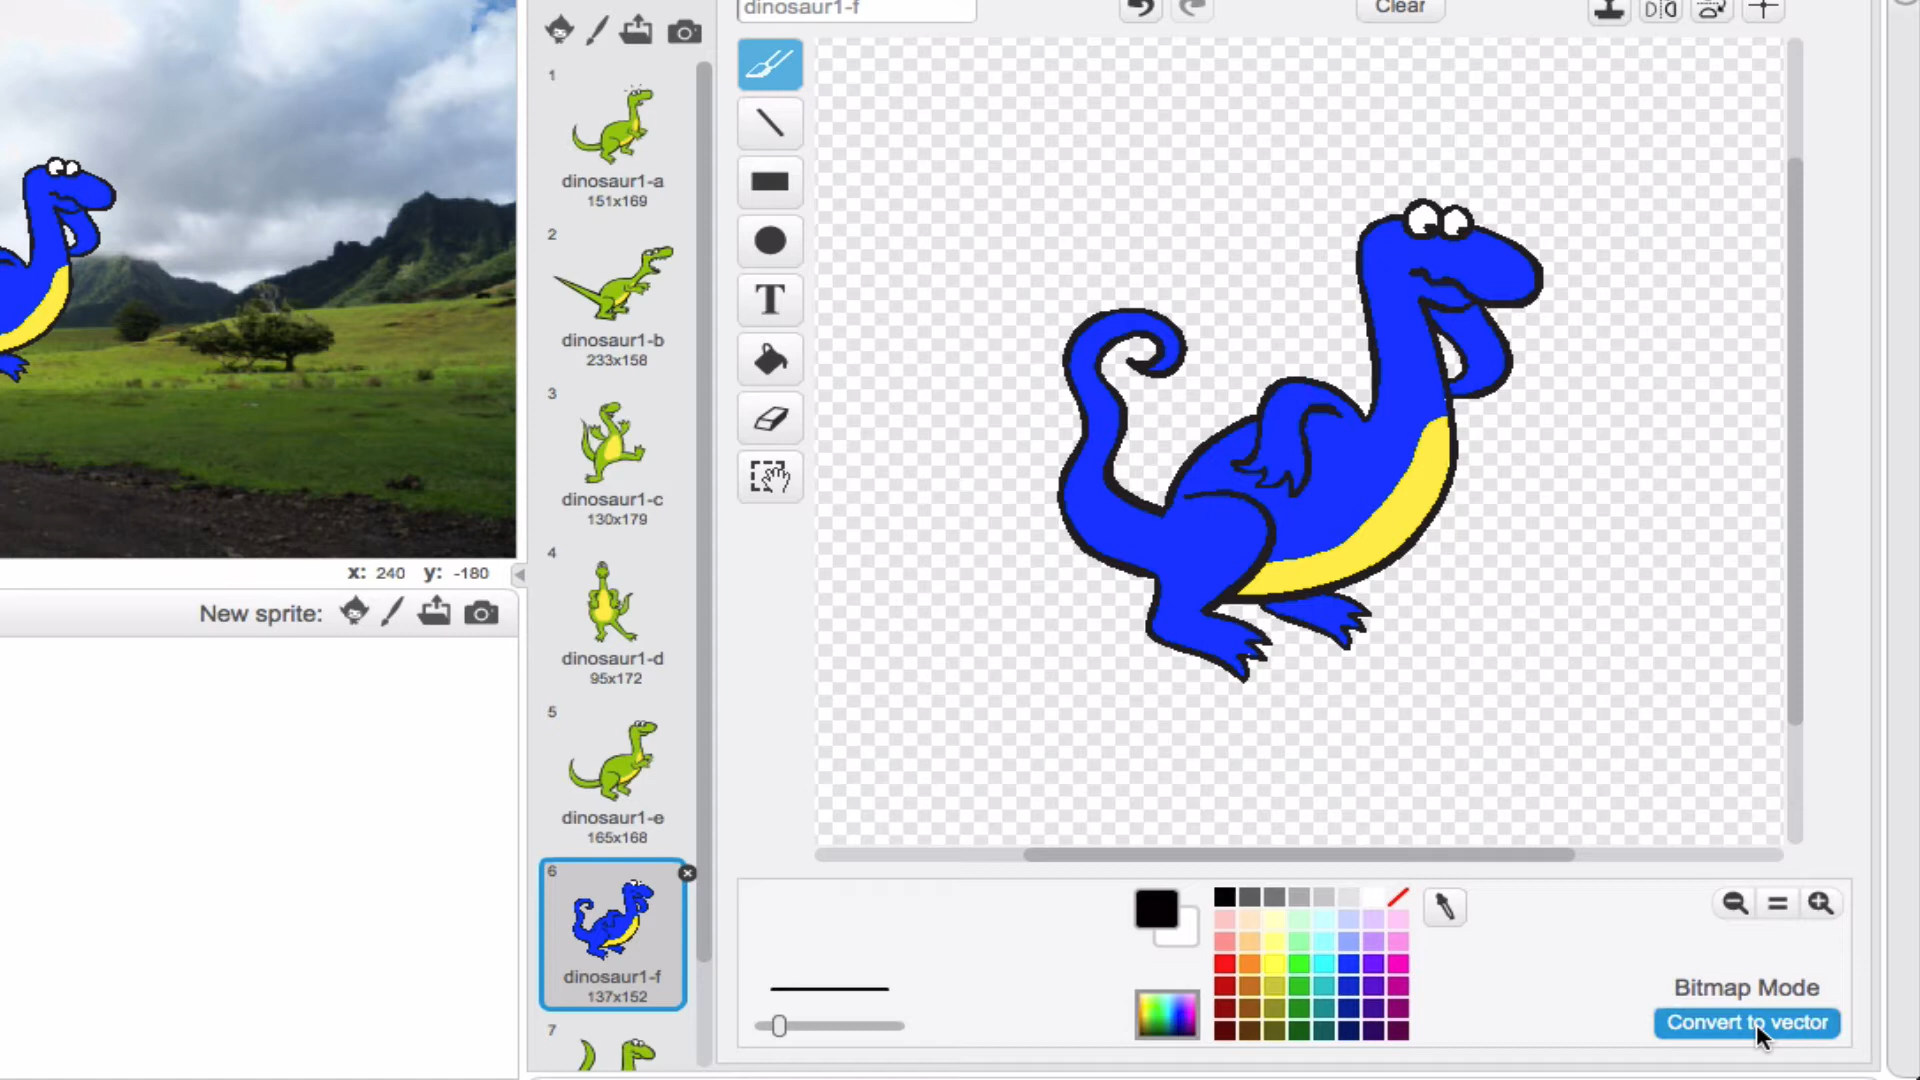 dinosaur1-f
Clear
1
dinosaur1-a
151x169
2
dinosaur1-b
233x158
3
dinosaur1-c
130x179
4
dinosaur1-d
95x172
5
dinosaur1-e
165x168
6
dinosaur1-f
137x152
7
T
x: 240 y: -180
New sprite:
Bitmap Mode
Convert to vector